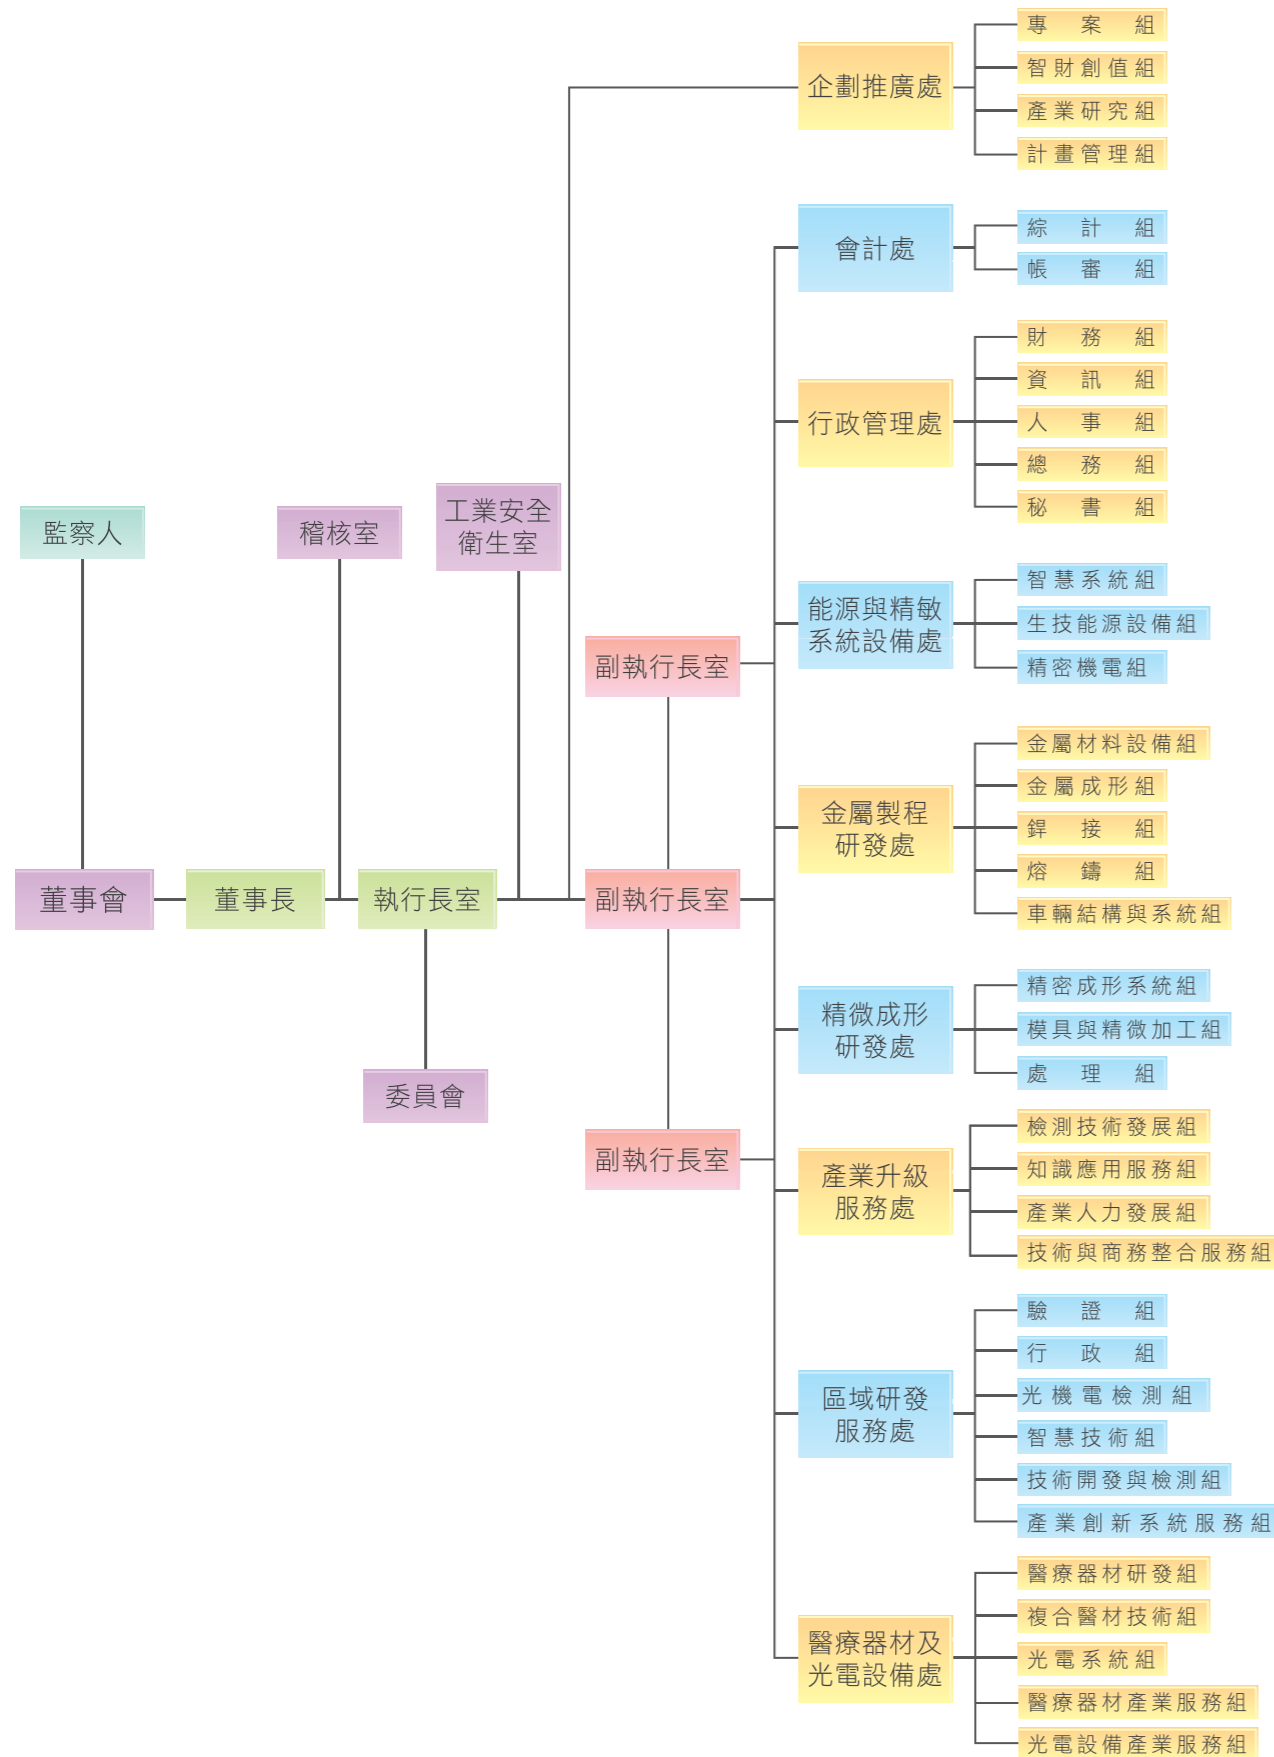 監察人
董事會
董事長
稽核室
執行長室
委員會
工業安全
衛生室
副執行長室
副執行長室
副執行長室
企劃推廣處
專案組
智財創值組
產業研究組
計畫管理組
會計處
綜計組
帳審組
行政管理處
財務組
資訊組
人事組
總務組
秘書組
能源與精敏
系統設備處
智慧系統組
生技能源設備組
精密機電組
金屬製程
研發處
金屬材料設備組
金屬成形組
銲接組
熔鑄組
車輛結構與系統組
精微成形
研發處
精密成形系統組
模具與精微加工組
處理組
產業升級
服務處
檢測技術發展組
知識應用服務組
產業人力發展組
技術與商務整合服務組
區域研發
服務處
驗證組
行政組
光機電檢測組
智慧技術組
技術開發與檢測組
產業創新系統服務組
醫療器材及
光電設備處
醫療器材研發組
複合醫材技術組
光電系統組
醫療器材產業服務組
光電設備產業服務組